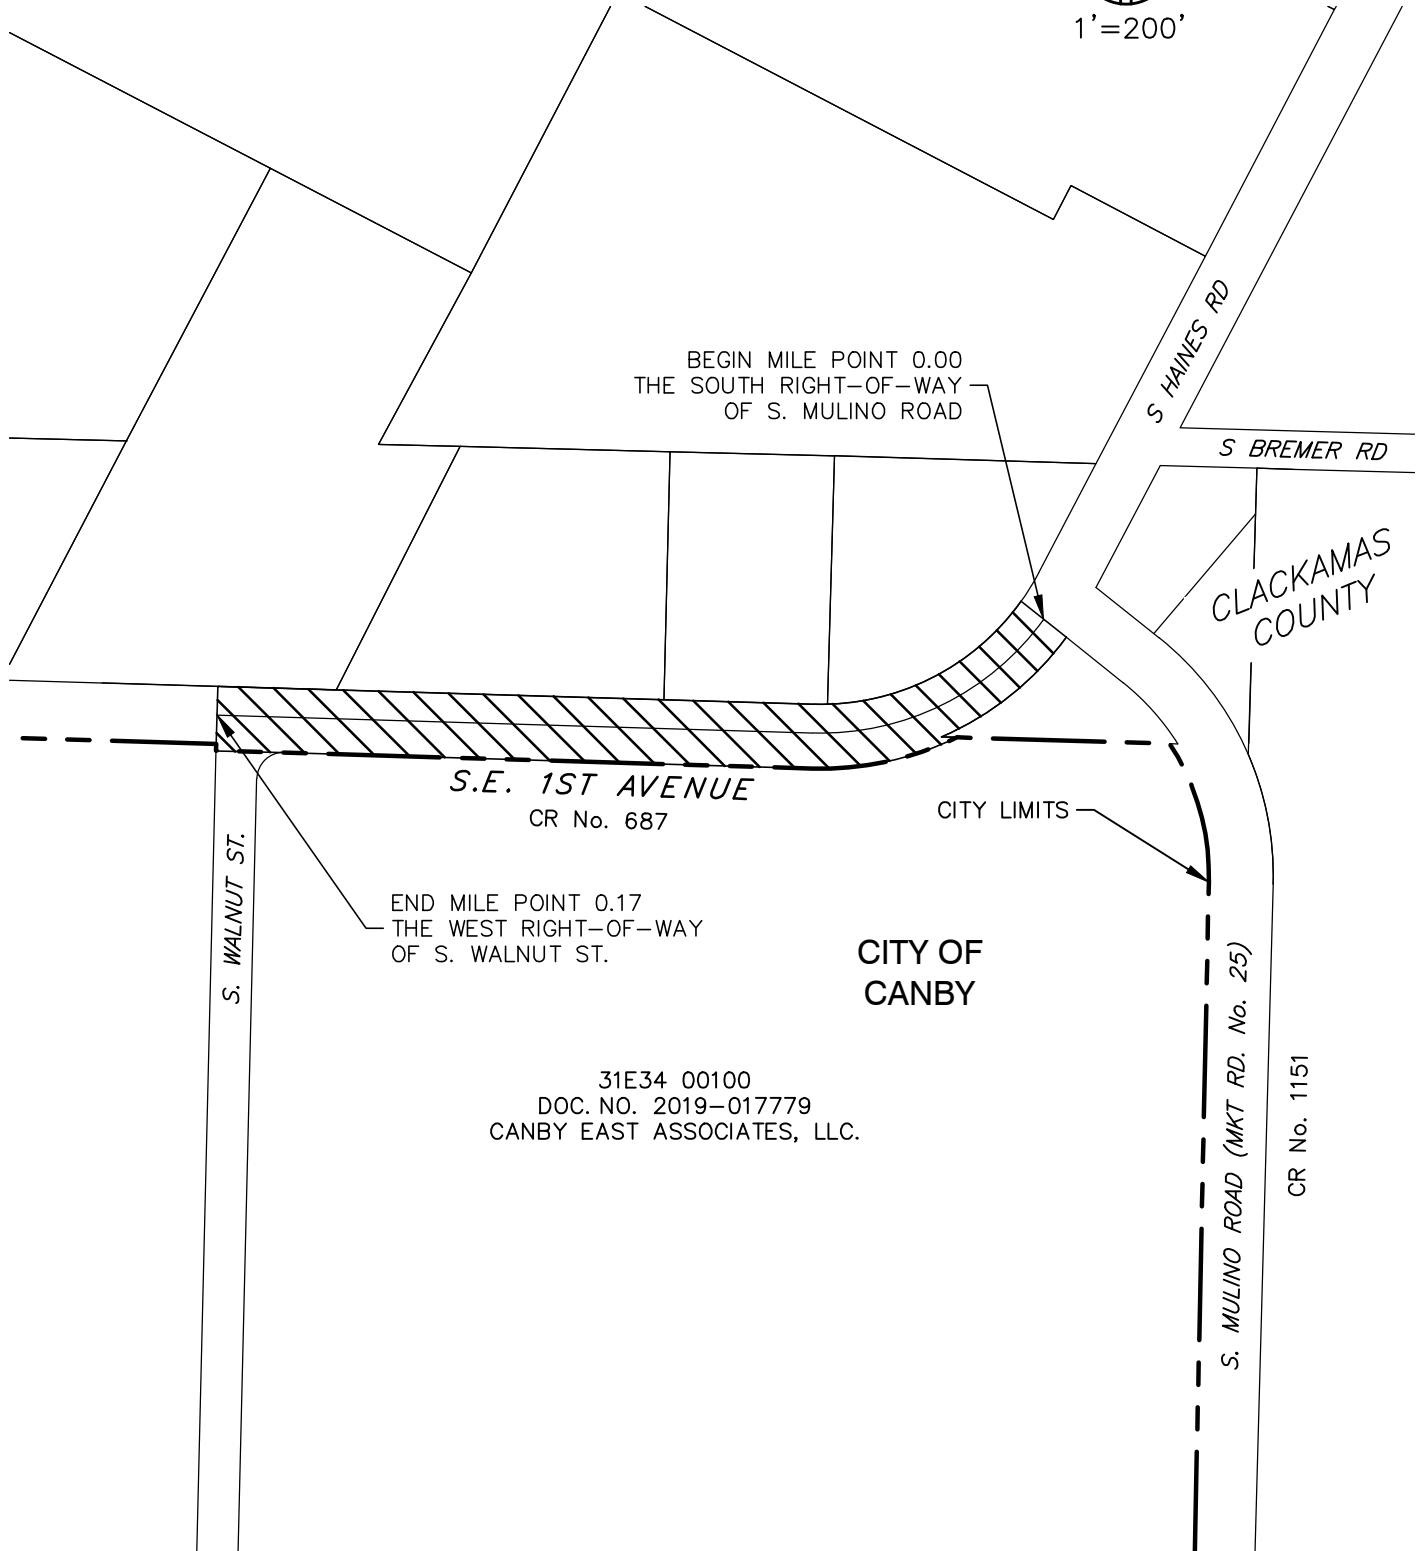 1'=200'
S HAINES RD
BEGIN MILE POINT 0.00
THE SOUTH RIGHT-OF-WAY
OF S. MULINO ROAD
S BREMER RD
CLACKAMAS
COUNTY
S.E. 1ST AVENUE
CR No. 687
CITY LIMITS
S. WALNUT ST.
END MILE POINT 0.17
THE WEST RIGHT-OF-WAY
OF S. WALNUT ST.
CITY OF
CANBY
31E34 00100
DOC. NO. 2019-017779
CANBY EAST ASSOCIATES, LLC.
S. MULINO ROAD (MKT RD. No. 25)
CR No. 1151